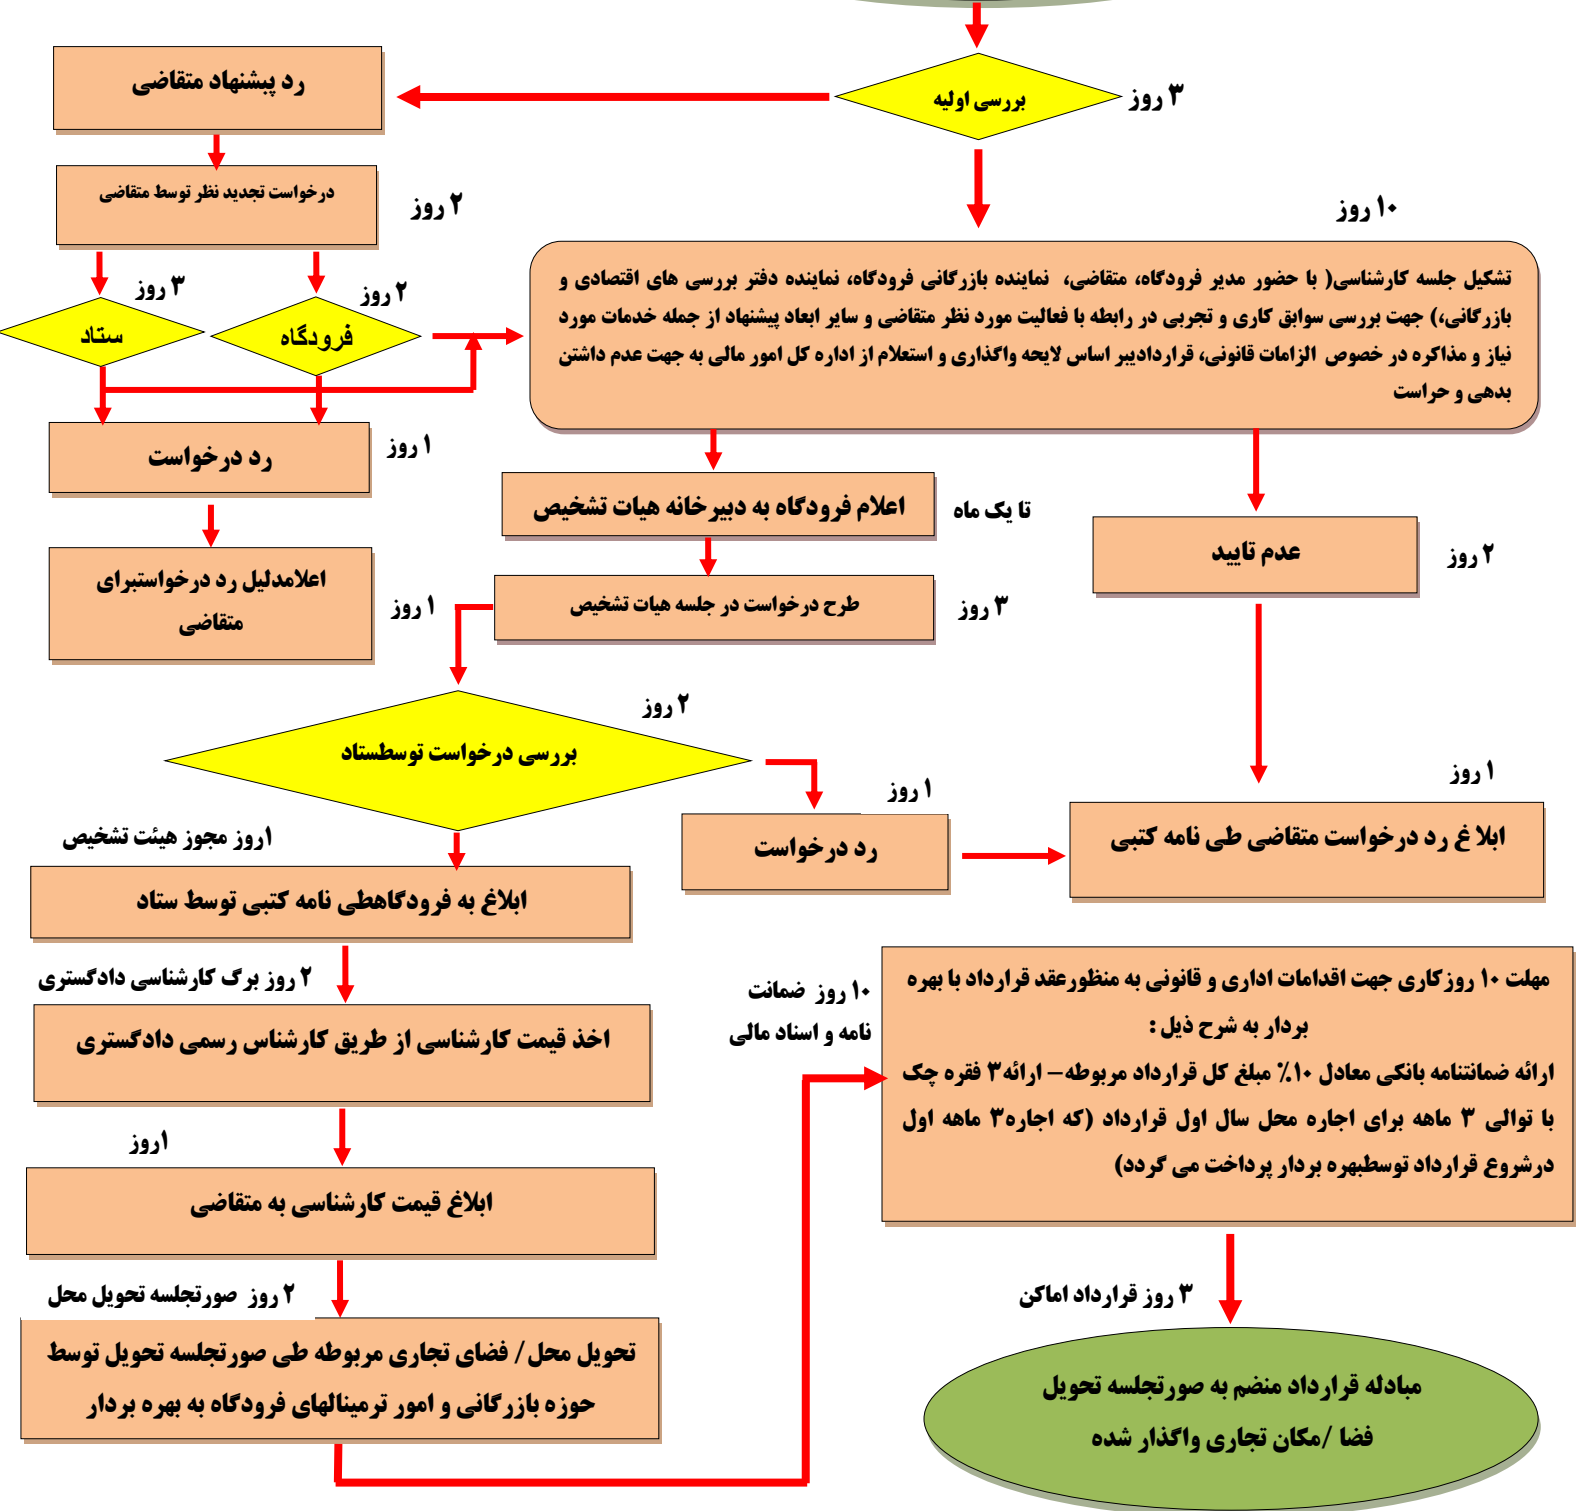 ۳ روز
بررسی اولیه
رد پیشنهاد متقاضی
درخواست تجدید نظر توسط متقاضی
۲ روز
۱۰ روز
۳ روز
ستاد
۲ روز
فرودگاه
تشکیل جلسه کارشناسی( با حضور مدیر فرودگاه، متقاضی، نماینده بازرگانی فرودگاه، نماینده دفتر بررسی های اقتصادی و
بازرگانی،) جهت بررسی سوابق کاری و تجربی در رابطه با فعالیت مورد نظر متقاضی و سایر ابعاد پیشنهاد از جمله خدمات مورد
نیاز و مذاکره در خصوص الزامات قانونی، قراردادیبر اساس لایحه واگذاری و استعلام از اداره کل امور مالی به جهت عدم داشتن
بدهی و حراست
رد درخواست
۱ روز
اعلامدلیل رد درخواستبرای
متقاضی
۱ روز
اعلام فرودگاه به دبیرخانه هیات تشخیص
تا یک ماه
عدم تایید
۲ روز
طرح درخواست در جلسه هیات تشخیص
۳ روز
۲ روز
بررسی درخواست توسطستاد
۱ روز
رد درخواست
۱ روز
ابلا غ رد درخواست متقاضی طی نامه کتبی
۱روز مجوز هیئت تشخیص
ابلاغ به فرودگاهطی نامه کتبی توسط ستاد
۲ روز برگ کارشناسی دادگستری
اخذ قیمت کارشناسی از طریق کارشناس رسمی دادگستری
۱روز
ابلاغ قیمت کارشناسی به متقاضی
۲ روز صورتجلسه تحویل محل
تحویل محل/ فضای تجاری مربوطه طی صورتجلسه تحویل توسط
حوزه بازرگانی و امور ترمینالهای فرودگاه به بهره بردار
۱۰ روز ضمانت
نامه و اسناد مالی
مهلت ۱۰ روزکاری جهت اقدامات اداری و قانونی به منظورعقد قرارداد با بهره
بردار به شرح ذیل :
ارائه ضمانتنامه بانکی معادل ۱۰٪ مبلغ کل قرارداد مربوطه– ارائه۳ فقره چک
با توالی ۳ ماهه برای اجاره محل سال اول قرارداد (که اجاره۳ ماهه اول
درشروع قرارداد توسطبهره بردار پرداخت می گردد)
۳ روز قرارداد اماکن
مبادله قرارداد منضم به صورتجلسه تحویل
فضا /مکان تجاری واگذار شده